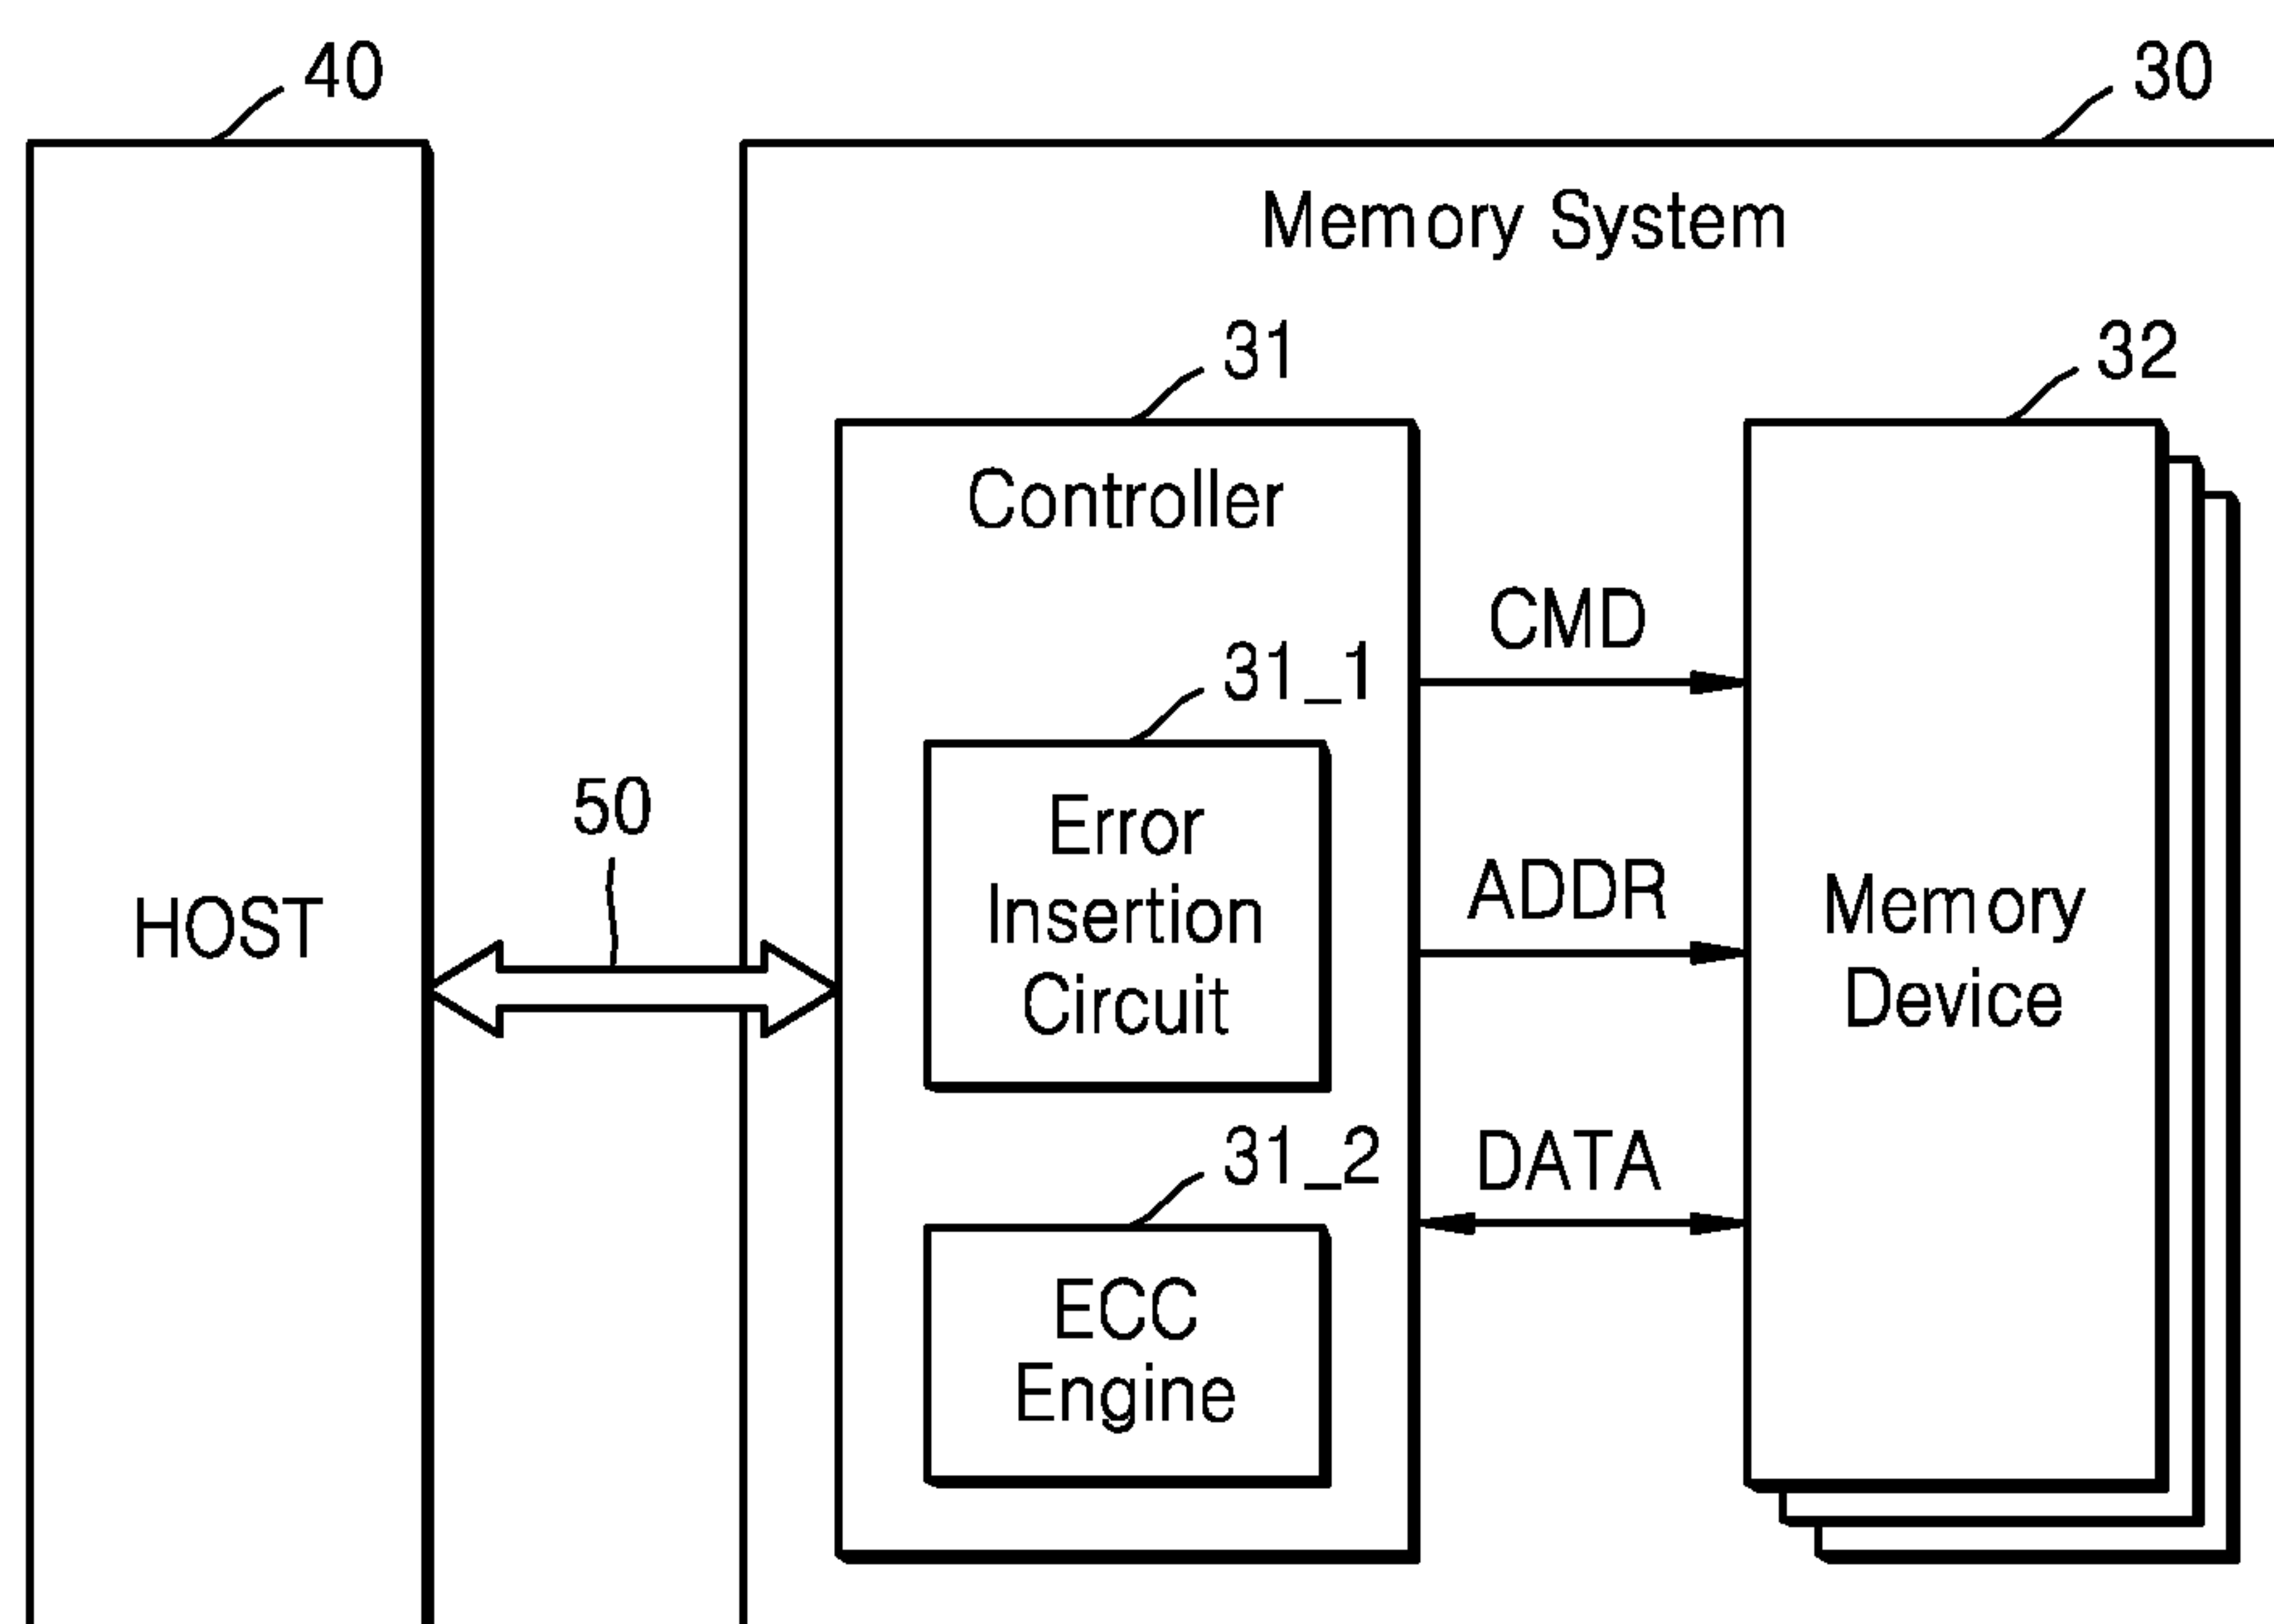 40
30
Memory System
31
32
Controller
CMD
31_1
50
Error
Insertion
Circuit
HOST
ADDR
Memory
Device
31_2
DATA
ECC
Engine